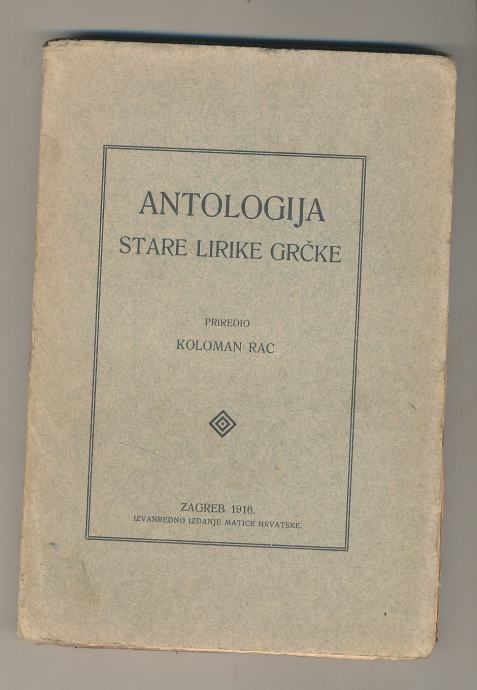 ANTOLOGIJA
STARE LIRIKE GRČKE
PRIREDIO
KOLOMAN RAC
ZAGREB 1916.
IZVANREDNO IZDANJE MATICE HRVATSKE.